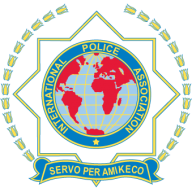 INTERNATIONAL POLICE ASSOCIATION
SERVO PER AMIKECO